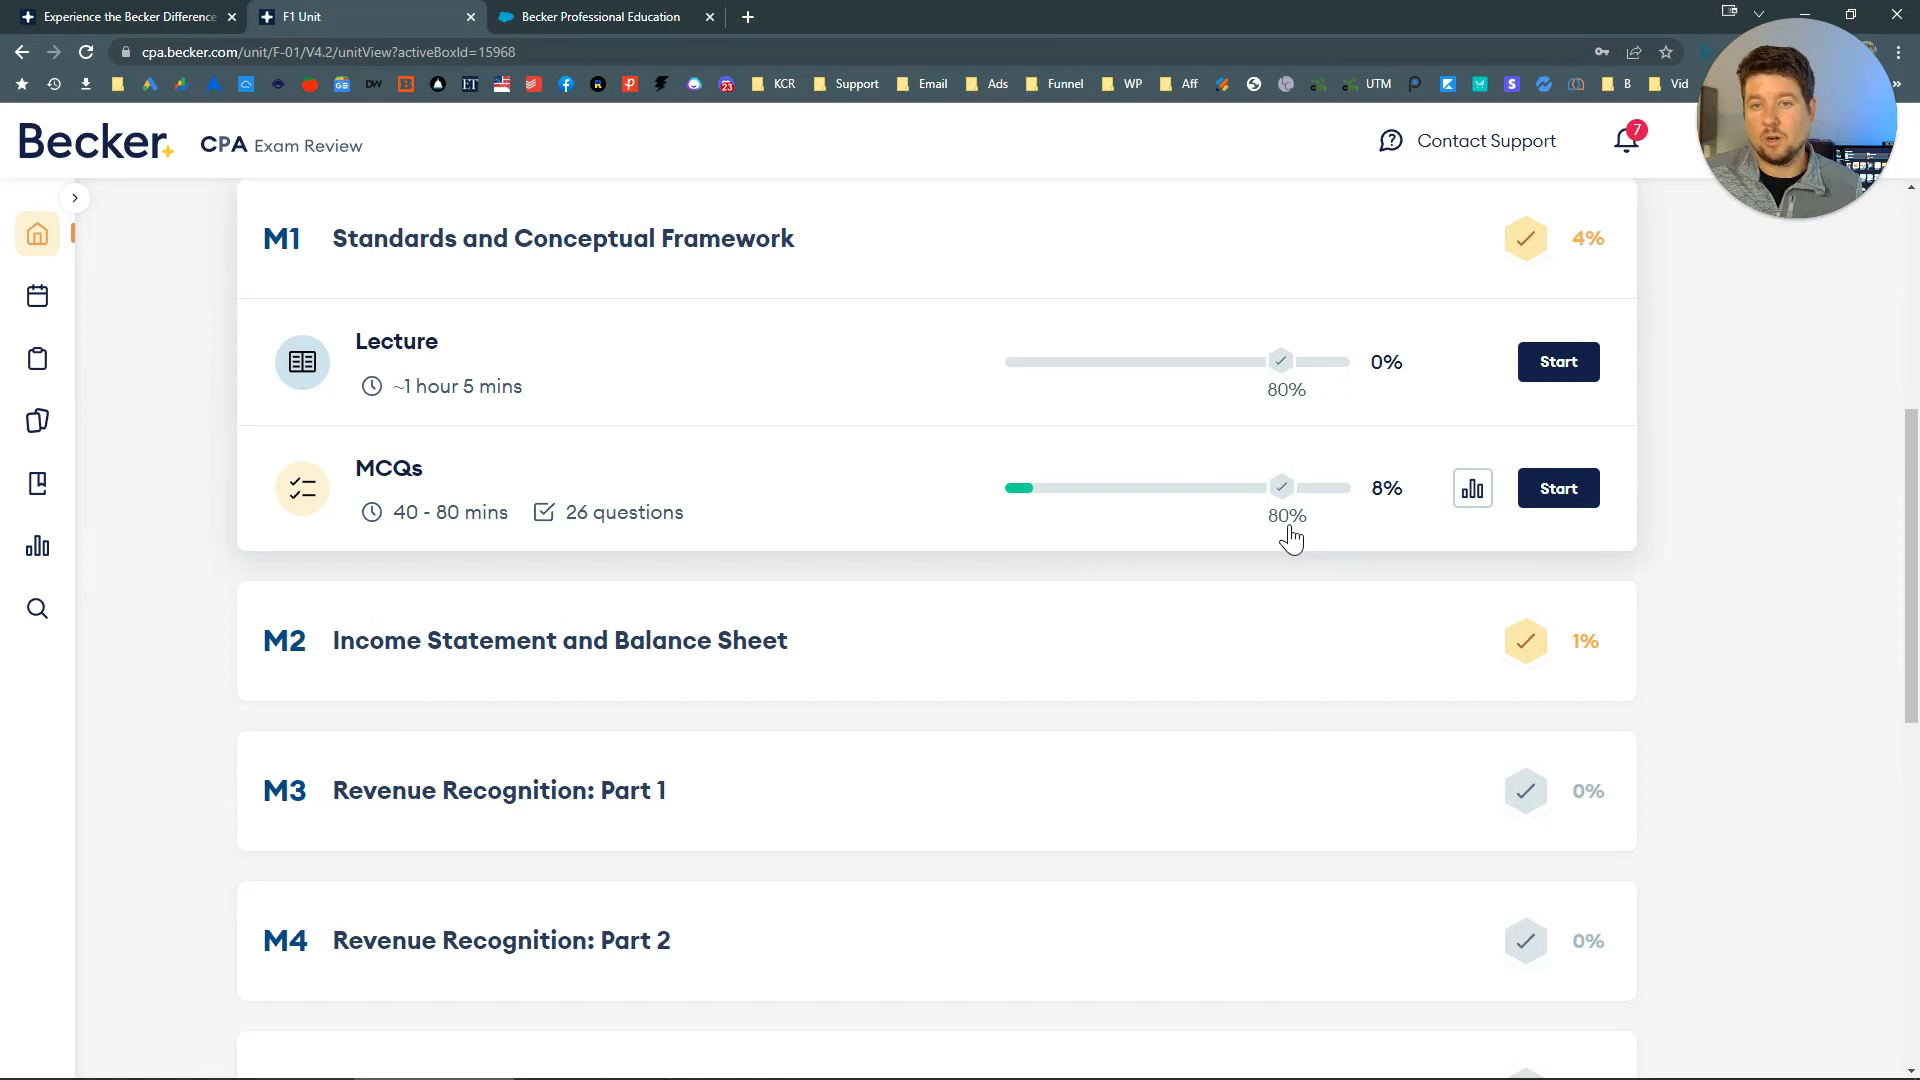 Experience the Becker Difference
F1 Unit
Becker Professional Education
cpa.becker.com/unit/F-01/V4.2/unitView?activeBoxId=15968
DW
ET
23
KCR
Support
Email
Ads
Funnel
WP
Aff
UTM
B
Vid
Becker
CPA Exam Review
Contact Support
7
M1 Standards and Conceptual Framework 4%
Lecture
~1 hour 5 mins
80%
0%
Start
MCQs
40 - 80 mins 26 questions
80%
8%
Start
M2 Income Statement and Balance Sheet 1%
M3 Revenue Recognition: Part 1 0%
M4 Revenue Recognition: Part 2 0%